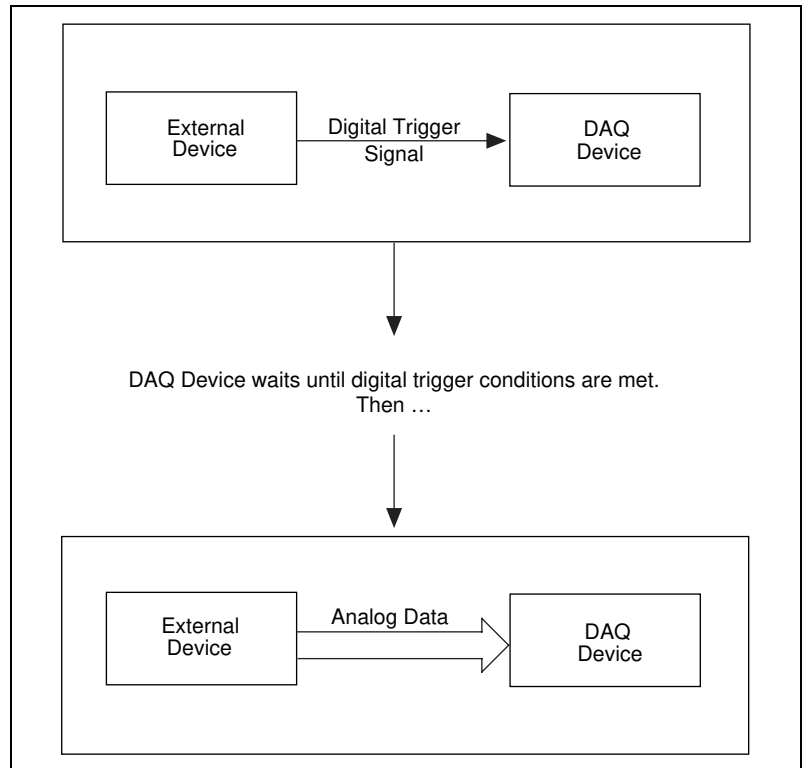 External
Device
Digital Trigger
Signal
DAQ
Device
DAQ Device waits until digital trigger conditions are met.
Then …
External
Device
Analog Data
DAQ
Device